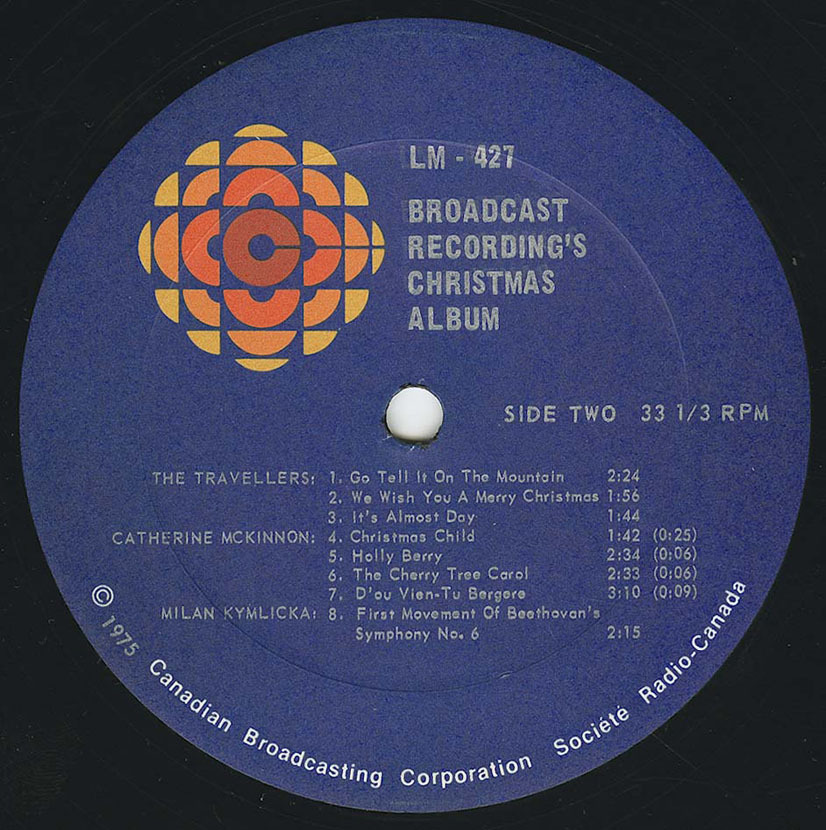 LM - 427
BROADCAST
RECORDING'S
CHRISTMAS
ALBUM
SIDE TWO 33 1/3 RPM
THE TRAVELLERS: 1. Go Tell It On The Mountain 2:24
2. We Wish You A Merry Christmas 1:56
3. It's Almost Day 1:44
CATHERINE MCKINNON: 4. Christmas Child 1:42 (0:25)
5. Holly Berry 2:34 (0:06)
6. The Cherry Tree Carol 2:33 (0:06)
7. D'ou Vien-Tu Bergere 3:10 (0:09)
MILAN KYMLICKA: 8. First Movement Of Beethovan's
Symphony No. 6 2:15
© 1975 Canadian Broadcasting Corporation Société Radio-Canada